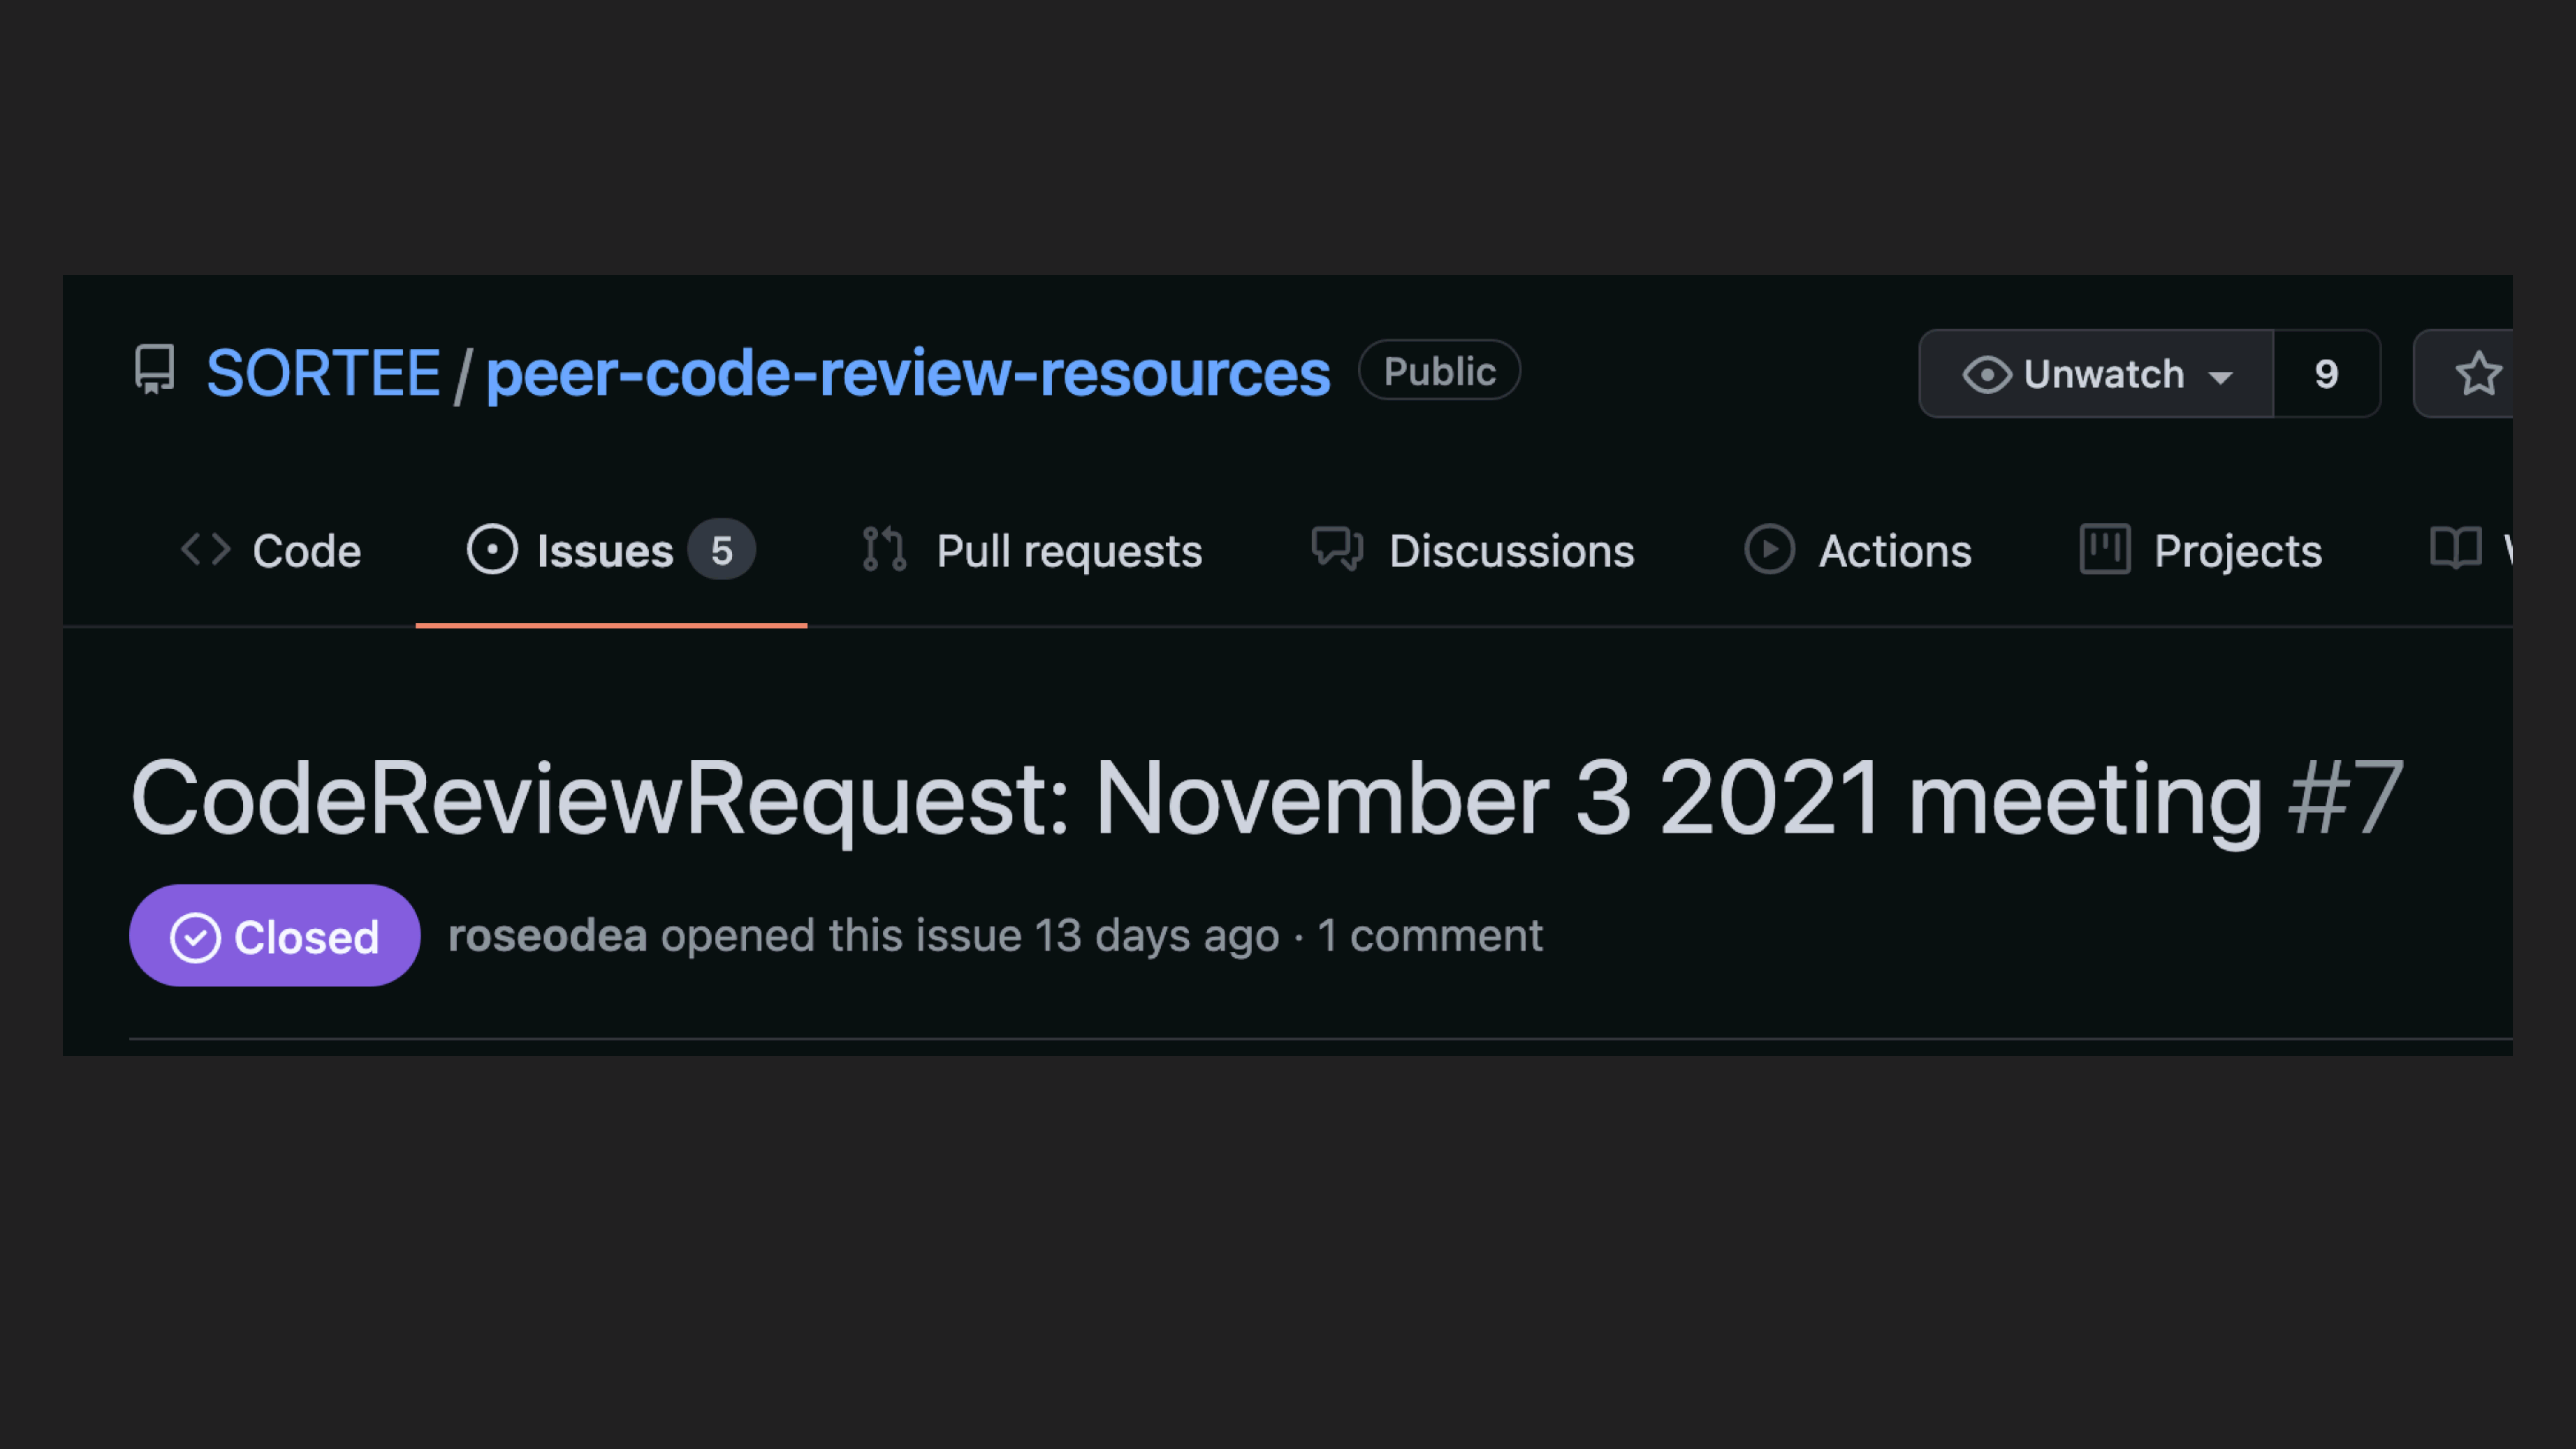 SORTEE / peer-code-review-resources Public Unwatch 9
Code Issues 5 Pull requests Discussions Actions Projects
CodeReviewRequest: November 3 2021 meeting #7
Closed roseodea opened this issue 13 days ago · 1 comment